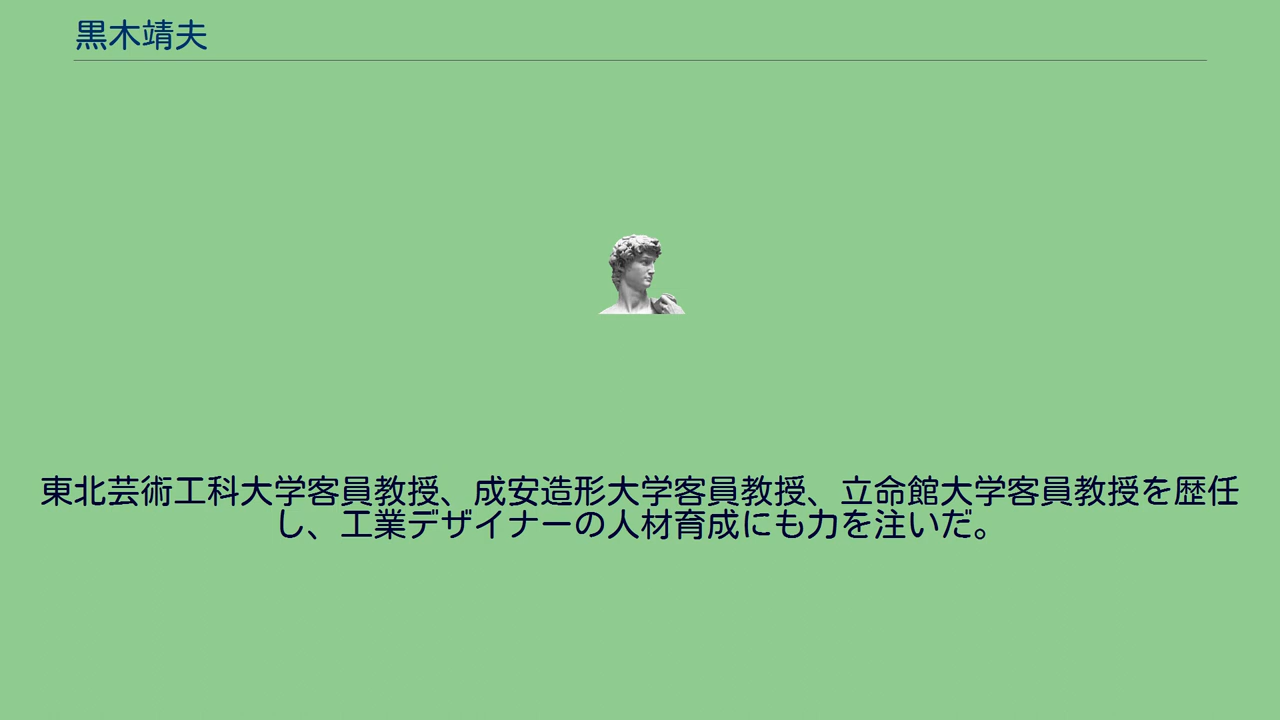 黒木靖夫
東北芸術工科大学客員教授、成安造形大学客員教授、立命館大学客員教授を歴任
し、工業デザイナーの人材育成にも力を注いだ。